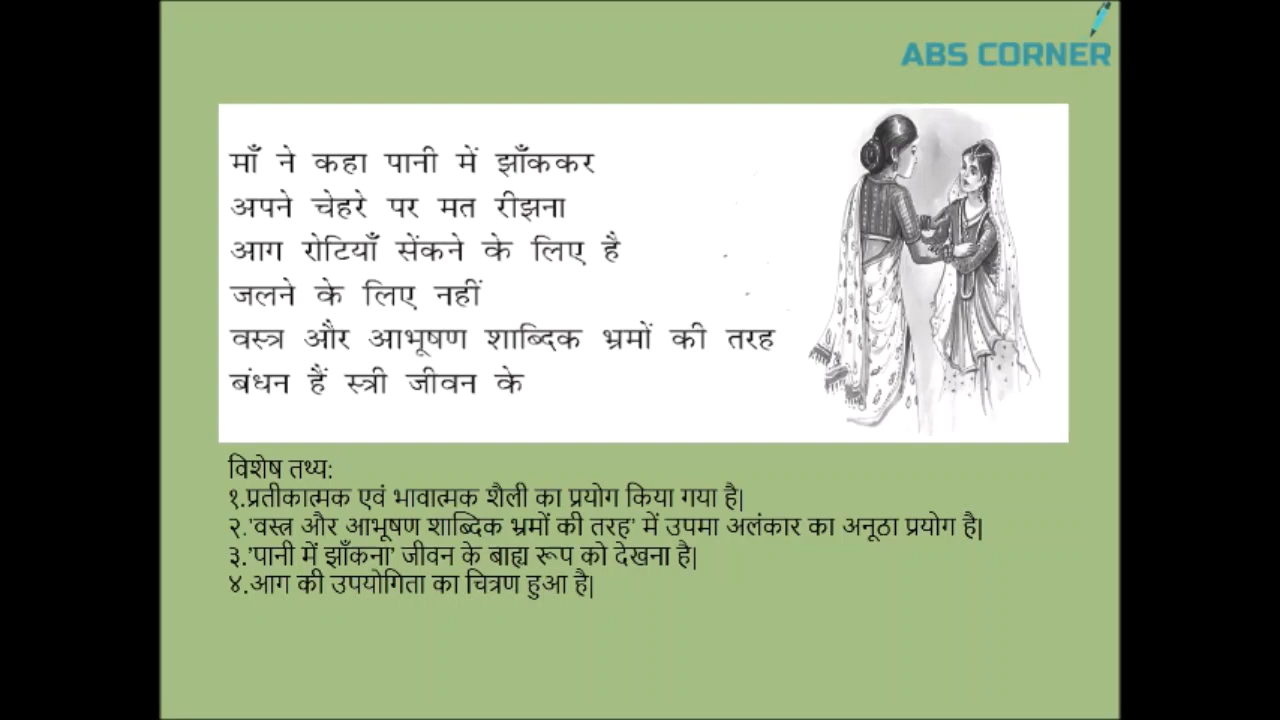 ABS CORNER
माँ ने कहा पानी में झाँककर
अपने चेहरे पर मत रीझना
आग रोटियाँ सेंकने के लिए है
जलने के लिए नहीं
वस्त्र और आभूषण शाब्दिक भ्रमों की तरह
बंधन हैं स्त्री जीवन के
विशेष तथ्य:
१.प्रतीकात्मक एवं भावात्मक शैली का प्रयोग किया गया है|
२.'वस्त्र और आभूषण शाब्दिक भ्रमों की तरह' में उपमा अलंकार का अनूठा प्रयोग है|
३.'पानी में झाँकना' जीवन के बाह्य रूप को देखना है|
४.आग की उपयोगिता का चित्रण हुआ है|